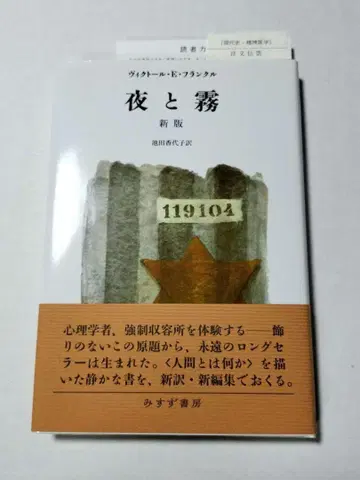 読者カ
注文伝票
ヴィクトール・E・フランクル
夜と霧
新版
池田香代子訳
119104
心理学者、強制収容所を体験する——飾
りのないこの原題から、永遠のロングセ
ラーは生まれた。〈人間とは何か〉を描
いた静かな書を、新訳・新編集でおくる。
みすず書房